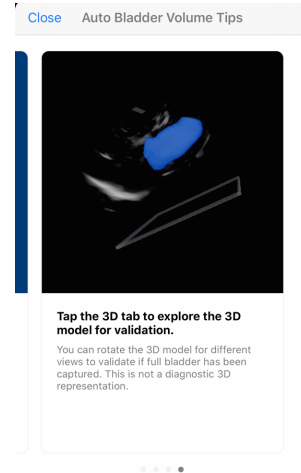 Close Auto Bladder Volume Tips
Tap the 3D tab to explore the 3D
model for validation.
You can rotate the 3D model for different
views to validate if full bladder has been
captured. This is not a diagnostic 3D
representation.